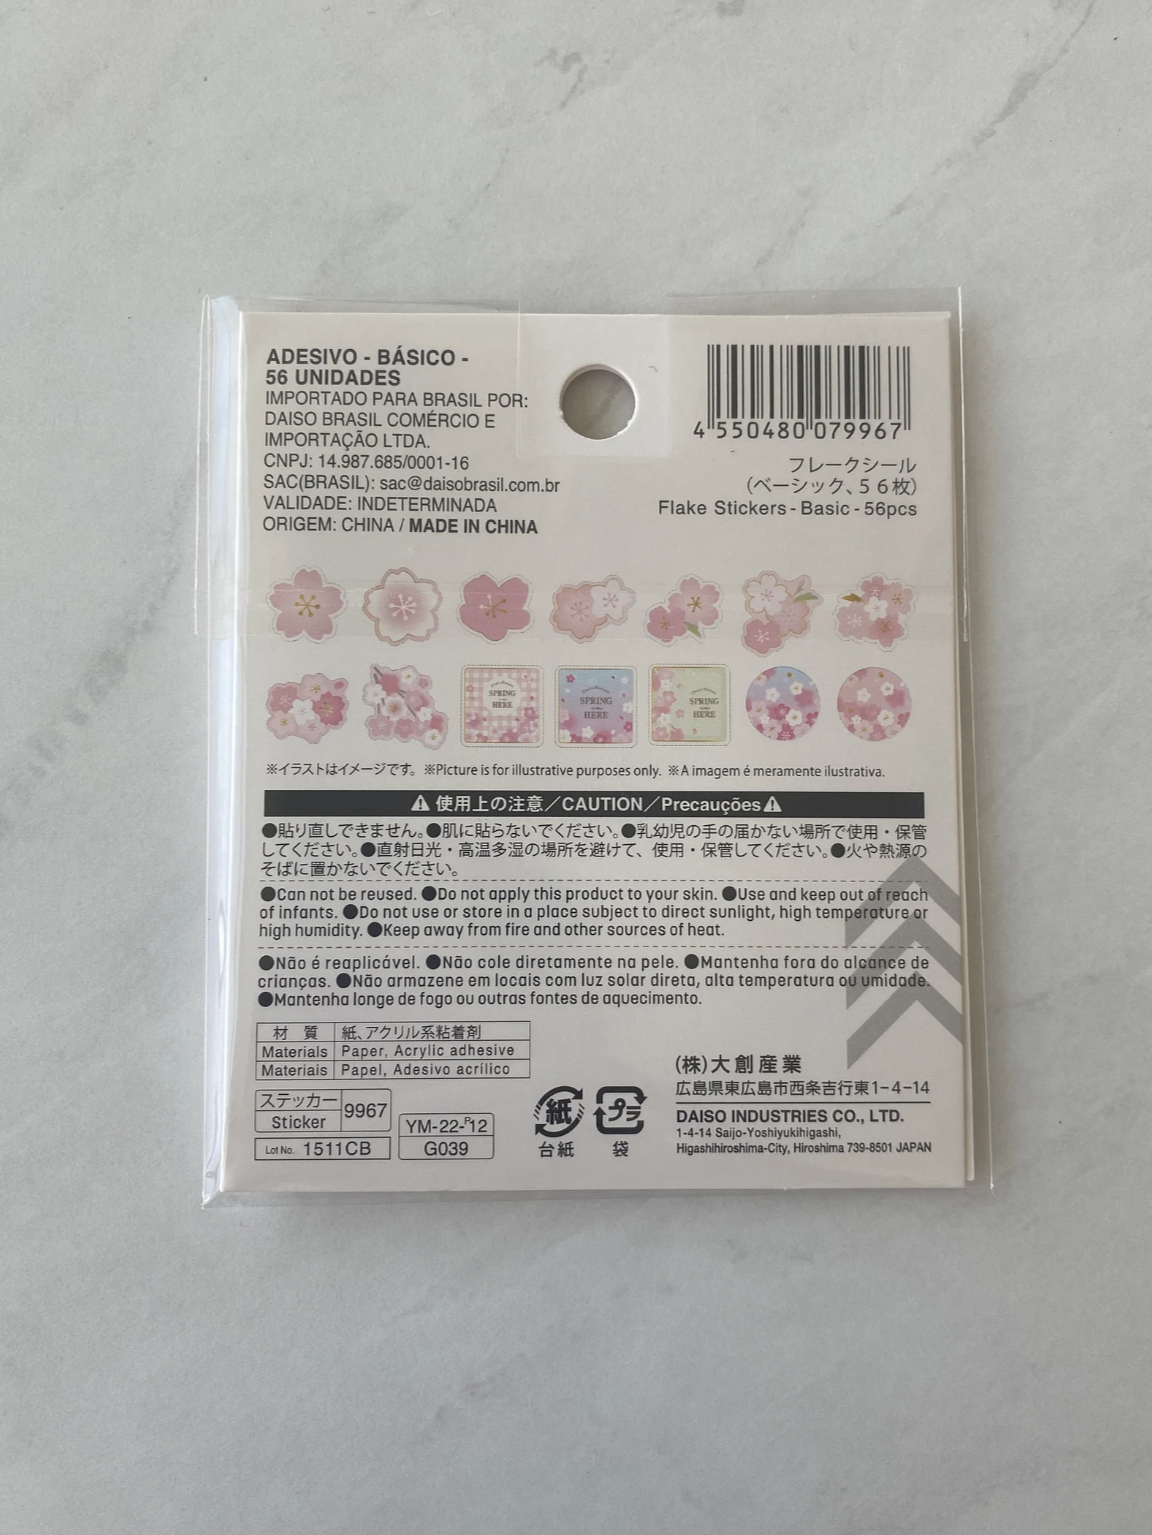 ADESIVO - BÁSICO -
56 UNIDADES
IMPORTADO PARA BRASIL POR:
DAISO BRASIL COMÉRCIO E
IMPORTAÇÃO LTDA.
CNPJ: 14.987.685/0001-16
SAC(BRASIL): sac@daisobrasil.com.br
VALIDADE: INDETERMINADA
ORIGEM: CHINA / MADE IN CHINA
4 550480 079967
フレークシール
(ベーシック、56枚)
Flake Stickers - Basic - 56pcs
SPRING
HERE
SPRING
HERE
SPRING
HERE
※イラストはイメージです。 ※Picture is for illustrative purposes only. ※A imagem é meramente ilustrativa.
⚠ 使用上の注意／CAUTION／Precauções⚠
●貼り直しできません。●肌に貼らないでください。●乳幼児の手の届かない場所で使用・保管
してください。●直射日光・高温多湿の場所を避けて、使用・保管してください。●火や熱源の
そばに置かないでください。
●Can not be reused. ●Do not apply this product to your skin. ●Use and keep out of reach
of infants. ●Do not use or store in a place subject to direct sunlight, high temperature or
high humidity. ●Keep away from fire and other sources of heat.
●Não é reaplicável. ●Não cole diretamente na pele. ●Mantenha fora do alcance de
crianças. ●Não armazene em locais com luz solar direta, alta temperatura ou umidade.
●Mantenha longe de fogo ou outras fontes de aquecimento.
材 質 紙、アクリル系粘着剤
Materials Paper, Acrylic adhesive
Materiais Papel, Adesivo acrílico
ステッカー
Sticker
9967
Lot No. 1511CB
YM-22-P12
G039
紙
台紙
プラ
袋
(株)大創産業
広島県東広島市西条吉行東1-4-14
DAISO INDUSTRIES CO., LTD.
1-4-14 Saijo-Yoshiyukihigashi,
Higashihiroshima-City, Hiroshima 739-8501 JAPAN